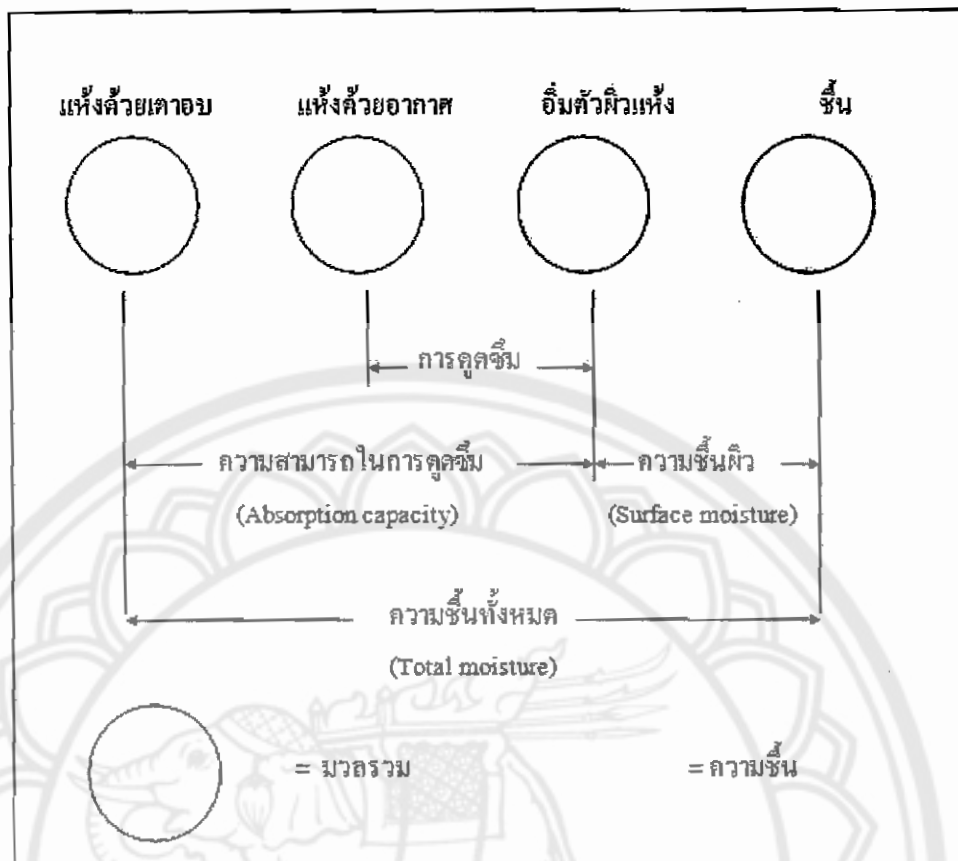 แห้งด้วยเตาอบ แห้งด้วยอากาศ อิ่มตัวผิวแห้ง ชื้น
การดูดซึม
ความสามารถในการดูดซึม ความชื้นผิว
(Absorption capacity) (Surface moisture)
ความชื้นทั้งหมด
(Total moisture)
= มวลรวม = ความชื้น